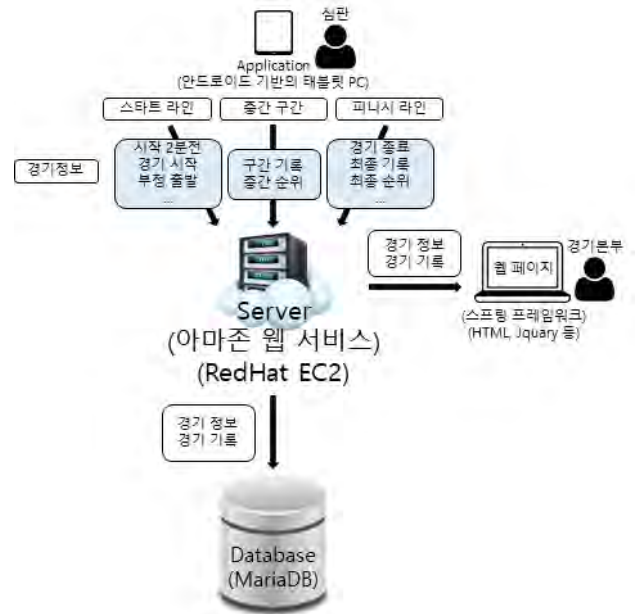 심판
Application
(안드로이드 기반의 태블릿 PC)
스타트 라인
중간 구간
피니시 라인
경기정보
시작 2분전
경기 시작
부정 출발
...
구간 기록
중간 순위
경기 종료
최종 기록
최종 순위
...
경기 정보
경기 기록
웹 페이지
경기본부
(스프링 프레임워크)
(HTML, Jquary 등)
Server
(아마존 웹 서비스)
(RedHat EC2)
경기 정보
경기 기록
Database
(MariaDB)